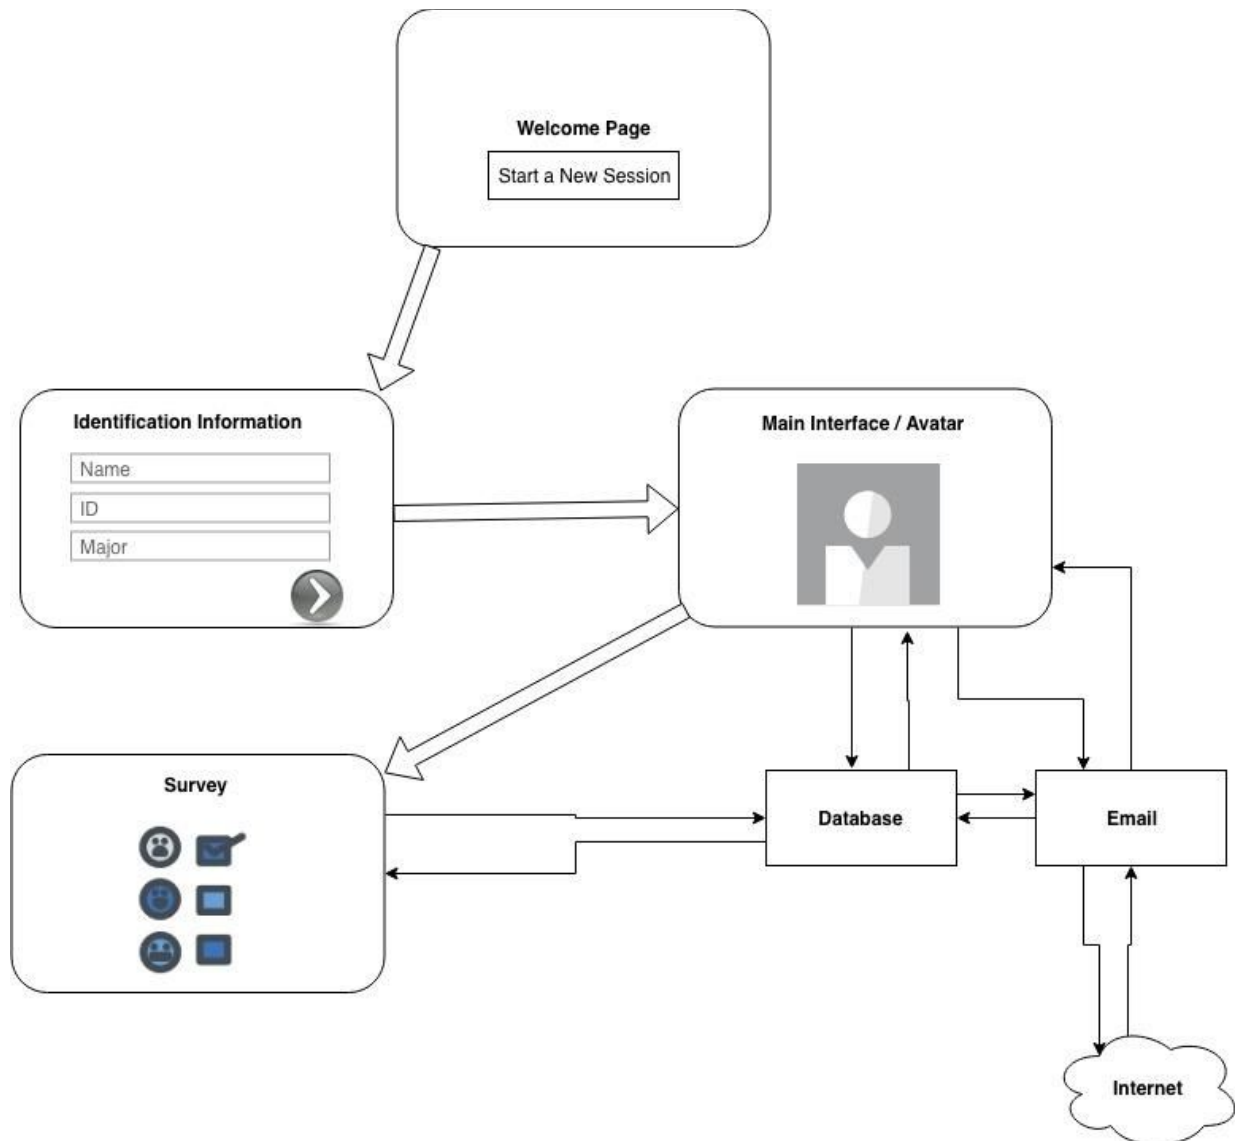 Welcome Page
Start a New Session
Identification Information
Name
ID
Major
Main Interface / Avatar
Survey
Database
Email
Internet